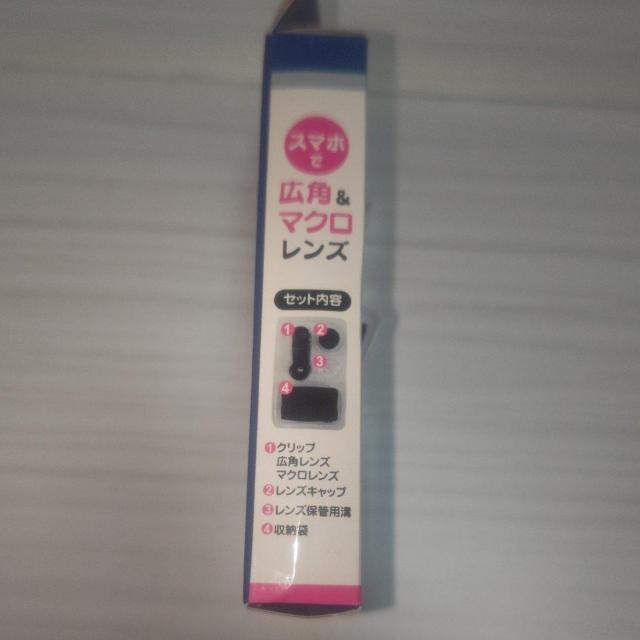 スマホ
で
広角&
マクロ
レンズ
セット内容
1 2
3
4
1 クリップ
広角レンズ
マクロレンズ
2 レンズキャップ
3 レンズ保管用溝
4 収納袋